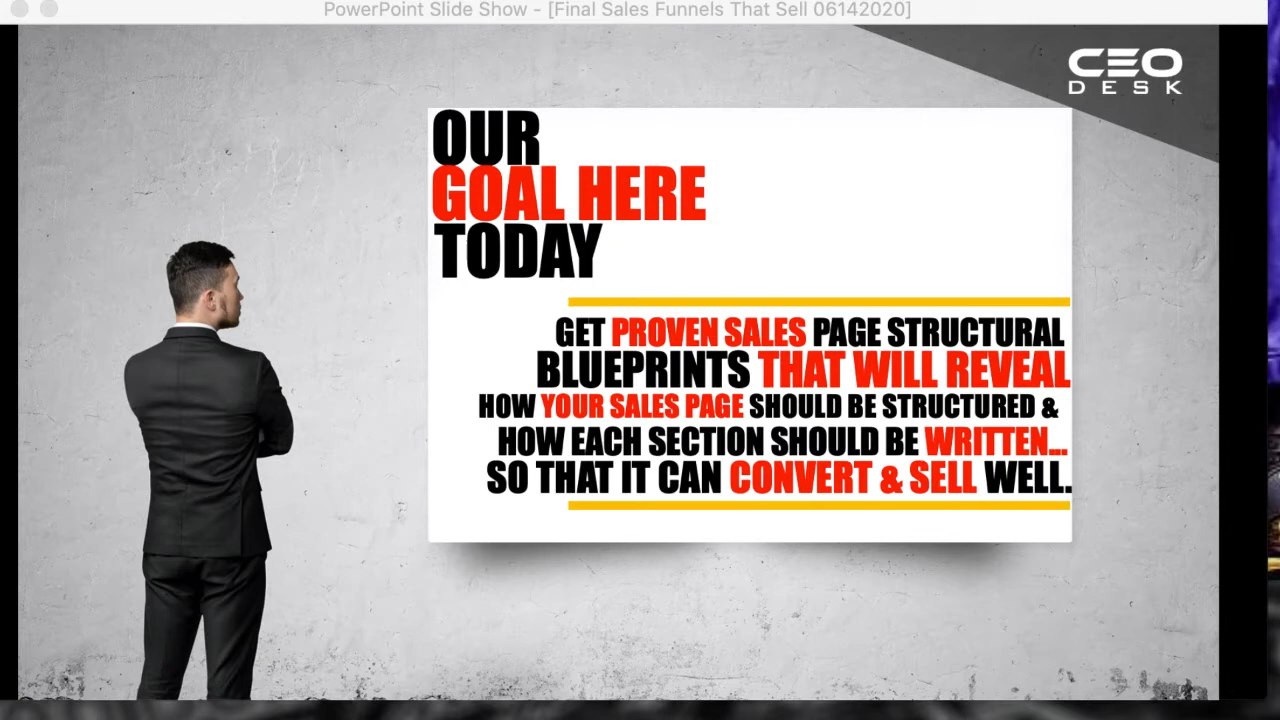 PowerPoint Slide Show - [Final Sales Funnels That Sell 06142020]
CEO
DESK
OUR
GOAL HERE
TODAY
GET PROVEN SALES PAGE STRUCTURAL
BLUEPRINTS THAT WILL REVEAL
HOW YOUR SALES PAGE SHOULD BE STRUCTURED &
HOW EACH SECTION SHOULD BE WRITTEN...
SO THAT IT CAN CONVERT & SELL WELL.